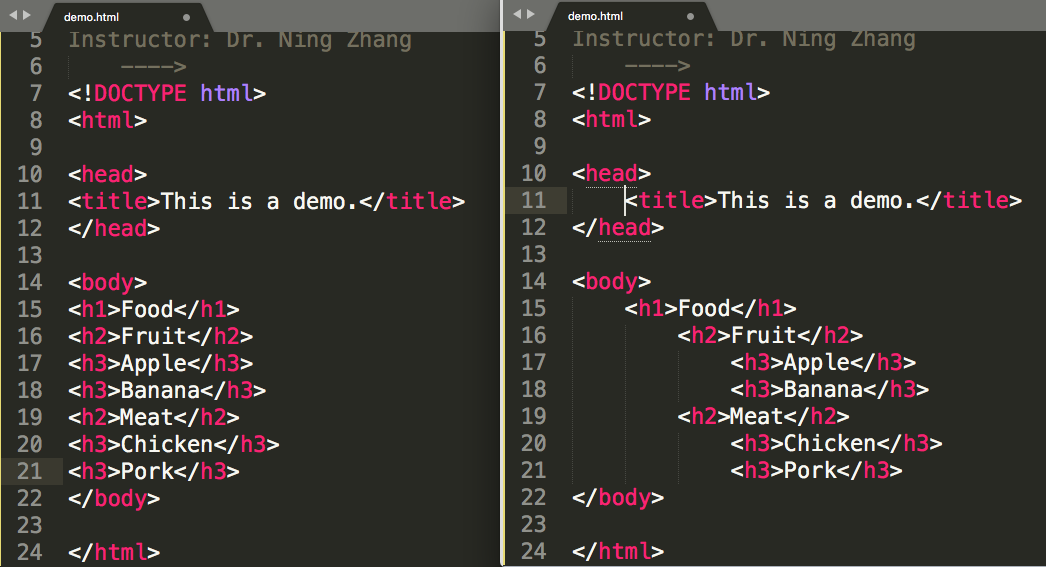 demo.html
5 Instructor: Dr. Ning Zhang
6 ---->
7 <!DOCTYPE html>
8 <html>
9
10 <head>
11 <title>This is a demo.</title>
12 </head>
13
14 <body>
15 <h1>Food</h1>
16 <h2>Fruit</h2>
17 <h3>Apple</h3>
18 <h3>Banana</h3>
19 <h2>Meat</h2>
20 <h3>Chicken</h3>
21 <h3>Pork</h3>
22 </body>
23
24 </html>
demo.html
5 Instructor: Dr. Ning Zhang
6 ---->
7 <!DOCTYPE html>
8 <html>
9
10 <head>
11 <title>This is a demo.</title>
12 </head>
13
14 <body>
15 <h1>Food</h1>
16 <h2>Fruit</h2>
17 <h3>Apple</h3>
18 <h3>Banana</h3>
19 <h2>Meat</h2>
20 <h3>Chicken</h3>
21 <h3>Pork</h3>
22 </body>
23
24 </html>